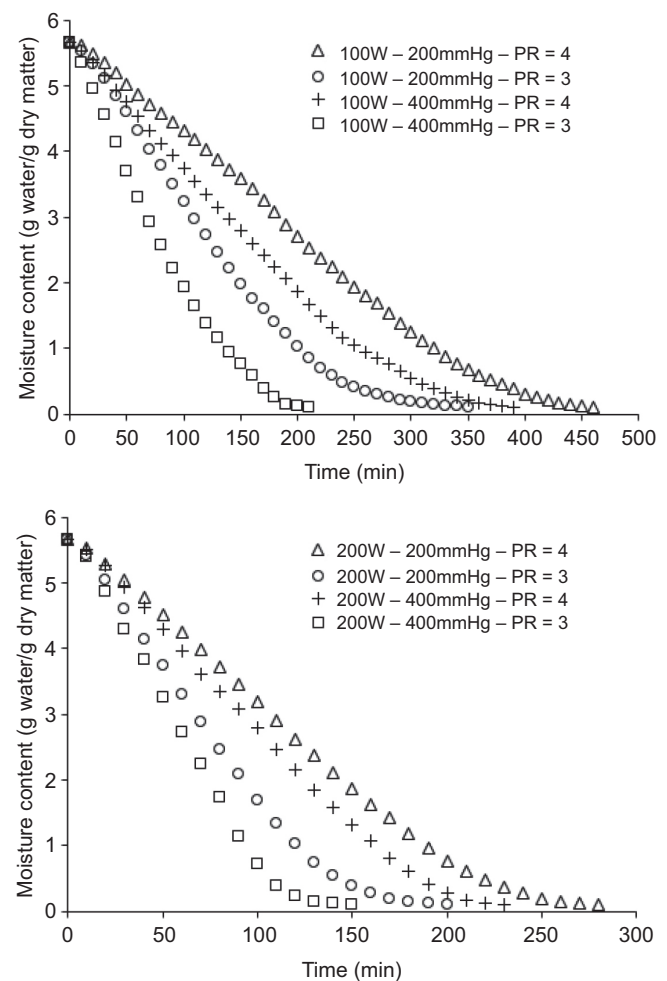 6
5
4
3
2
1
0
Moisture content (g water/g dry matter)
100W – 200mmHg – PR = 4
100W – 200mmHg – PR = 3
100W – 400mmHg – PR = 4
100W – 400mmHg – PR = 3
0 50 100 150 200 250 300 350 400 450 500
Time (min)
6
5
4
3
2
1
0
Moisture content (g water/g dry matter)
200W – 200mmHg – PR = 4
200W – 200mmHg – PR = 3
200W – 400mmHg – PR = 4
200W – 400mmHg – PR = 3
0 50 100 150 200 250 300
Time (min)